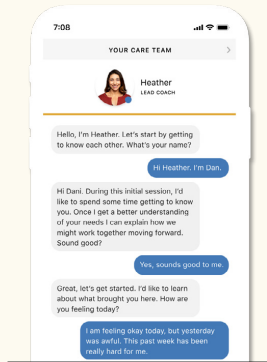 7:08
YOUR CARE TEAM
Heather
LEAD COACH
Hello, I'm Heather. Let's start by getting
to know each other. What's your name?
Hi Heather. I'm Dan.
Hi Dani. During this initial session, I'd
like to spend some time getting to know
you. Once I get a better understanding
of your needs I can explain how we
might work together moving forward.
Sound good?
Yes, sounds good to me.
Great, let's get started. I'd like to learn
about what brought you here. How are
you feeling today?
I am feeling okay today, but yesterday
was awful. This past week has been
really hard for me.